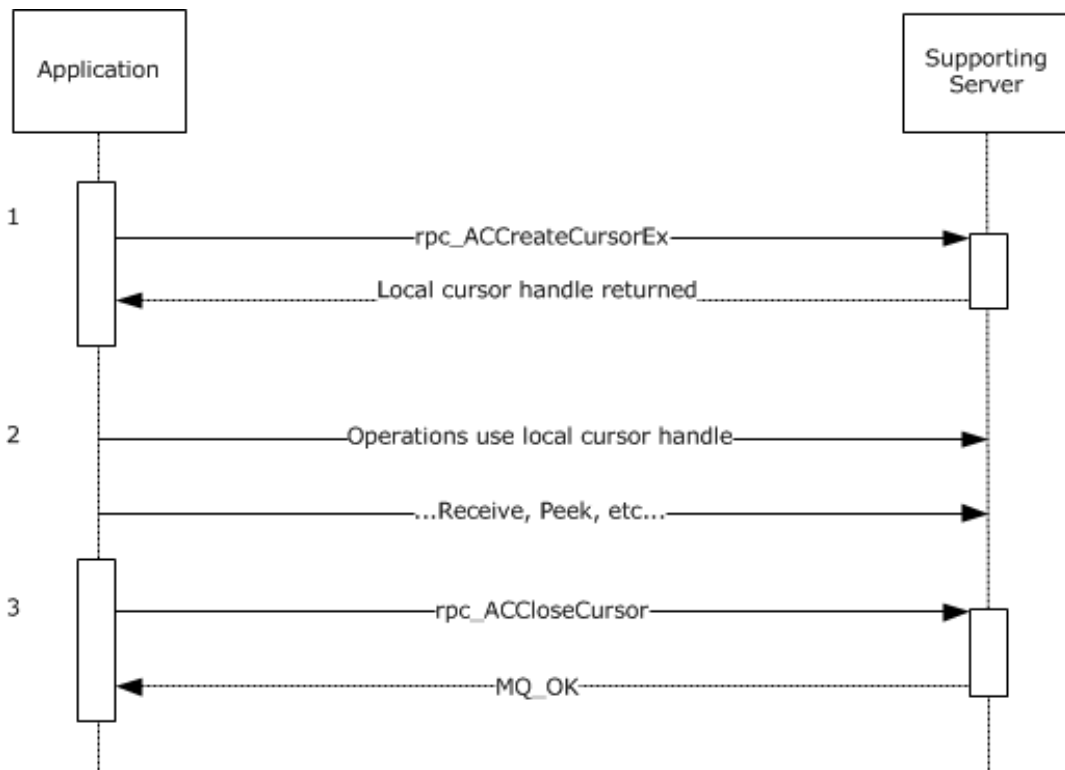 Application
Supporting
Server
1
rpc_ACCreateCursorEx
Local cursor handle returned
2
Operations use local cursor handle
...Receive, Peek, etc...
3
rpc_ACCloseCursor
MQ_OK